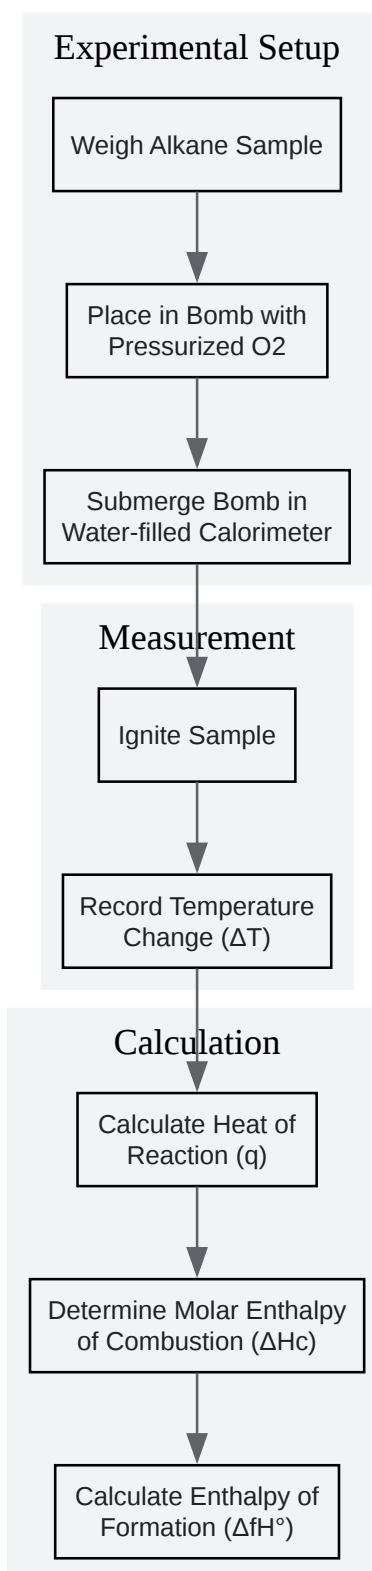 Experimental Setup
Weigh Alkane Sample
Place in Bomb with
Pressurized O2
Submerge Bomb in
Water-filled Calorimeter
Measurement
Ignite Sample
Record Temperature
Change (ΔT)
Calculation
Calculate Heat of
Reaction (q)
Determine Molar Enthalpy
of Combustion (ΔHc)
Calculate Enthalpy of
Formation (ΔfH°)